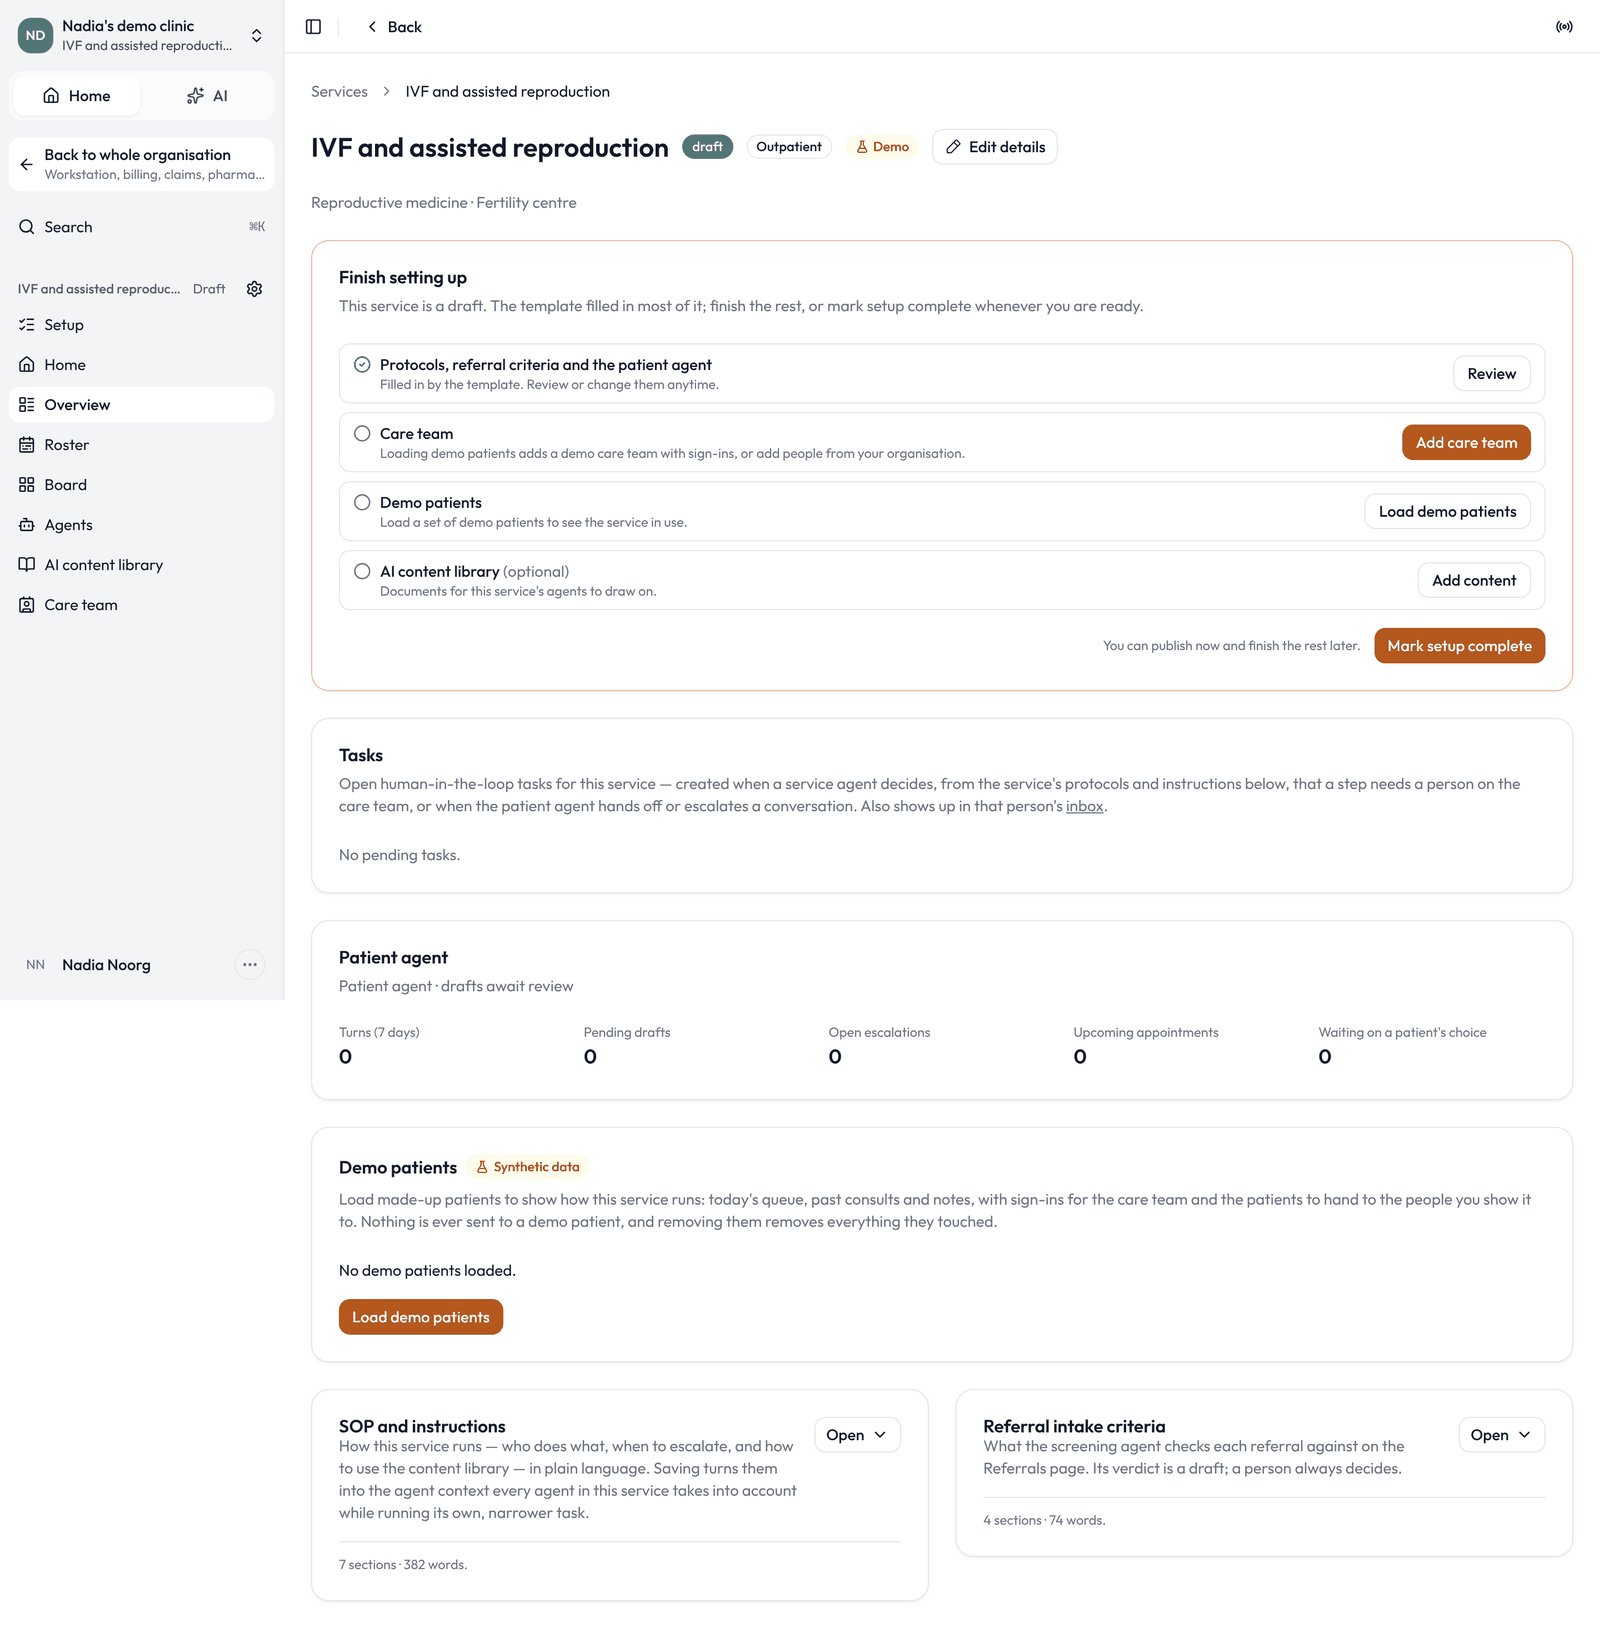 ND
Nadia's demo clinic
IVF and assisted reproducti...
Home
AI
Back to whole organisation
Workstation, billing, claims, pharma...
Search
⌘K
IVF and assisted reproduc...
Draft
Setup
Home
Overview
Roster
Board
Agents
AI content library
Care team
NN
Nadia Noorg
Back
Services
IVF and assisted reproduction
IVF and assisted reproduction
draft
Outpatient
Demo
Edit details
Reproductive medicine · Fertility centre
Finish setting up
This service is a draft. The template filled in most of it; finish the rest, or mark setup complete whenever you are ready.
Protocols, referral criteria and the patient agent
Filled in by the template. Review or change them anytime.
Review
Care team
Loading demo patients adds a demo care team with sign-ins, or add people from your organisation.
Add care team
Demo patients
Load a set of demo patients to see the service in use.
Load demo patients
AI content library (optional)
Documents for this service's agents to draw on.
Add content
You can publish now and finish the rest later.
Mark setup complete
Tasks
Open human-in-the-loop tasks for this service — created when a service agent decides, from the service's protocols and instructions below, that a step needs a person on the
care team, or when the patient agent hands off or escalates a conversation. Also shows up in that person's inbox.
No pending tasks.
Patient agent
Patient agent · drafts await review
Turns (7 days)
0
Pending drafts
0
Open escalations
0
Upcoming appointments
0
Waiting on a patient's choice
0
Demo patients
Synthetic data
Load made-up patients to show how this service runs: today's queue, past consults and notes, with sign-ins for the care team and the patients to hand to the people you show it
to. Nothing is ever sent to a demo patient, and removing them removes everything they touched.
No demo patients loaded.
Load demo patients
SOP and instructions
How this service runs — who does what, when to escalate, and how
to use the content library — in plain language. Saving turns them
into the agent context every agent in this service takes into account
while running its own, narrower task.
Open
7 sections · 382 words.
Referral intake criteria
What the screening agent checks each referral against on the
Referrals page. Its verdict is a draft; a person always decides.
Open
4 sections · 74 words.